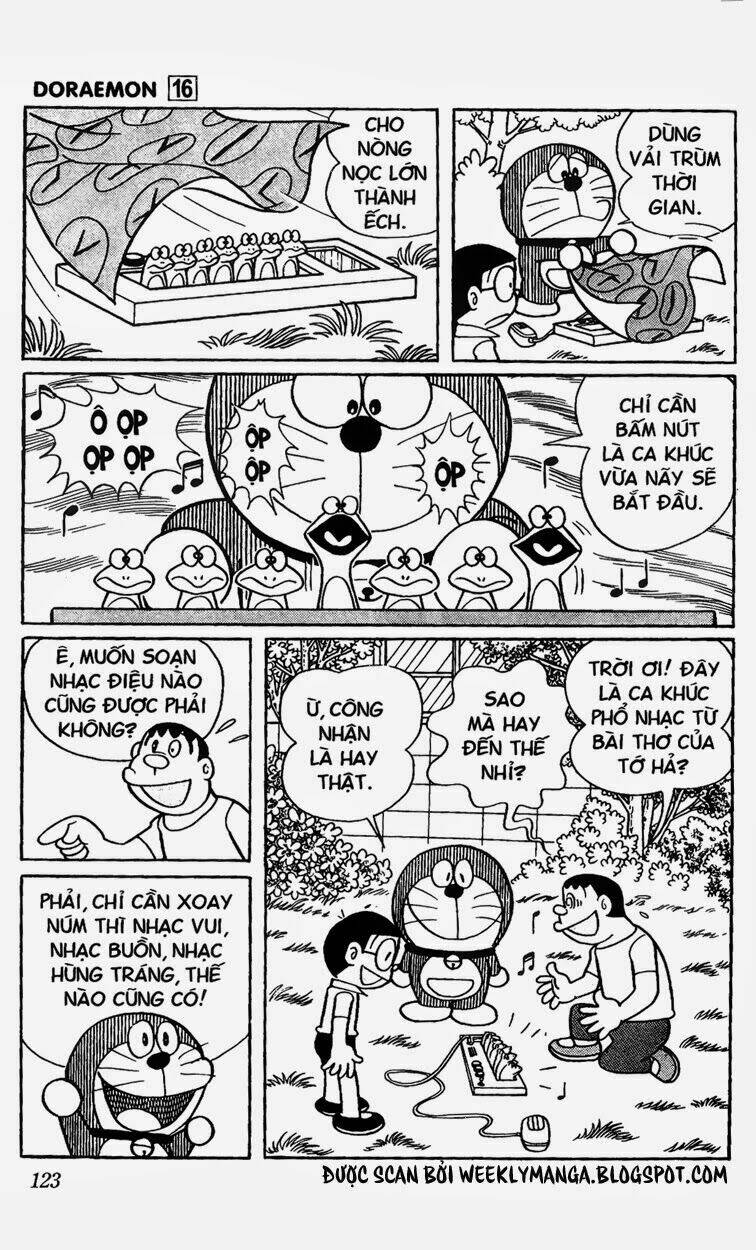 DORAEMON 16
DÙNG
VẢI TRÙM
THỜI
GIAN.
CHO
NÒNG
NỌC LỚN
THÀNH
ẾCH.
CHỈ CẦN
BẤM NÚT
LÀ CA KHÚC
VỪA NÃY SẼ
BẮT ĐẦU.
ỘP
ỘP
ỘP
Ô ỌP
ỌP ỌP
TRỜI ƠI! ĐÂY
LÀ CA KHÚC
PHỔ NHẠC TỪ
BÀI THƠ CỦA
TỚ HẢ?
SAO
MÀ HAY
ĐẾN THẾ
NHỈ?
Ừ, CÔNG
NHẬN
LÀ HAY
THẬT.
Ê, MUỐN SOẠN
NHẠC ĐIỆU NÀO
CŨNG ĐƯỢC PHẢI
KHÔNG?
PHẢI, CHỈ CẦN XOAY
NÚM THÌ NHẠC VUI,
NHẠC BUỒN, NHẠC
HÙNG TRÁNG, THẾ
NÀO CŨNG CÓ!
123
ĐƯỢC SCAN BỞI WEEKLYMANGA.BLOGSPOT.COM